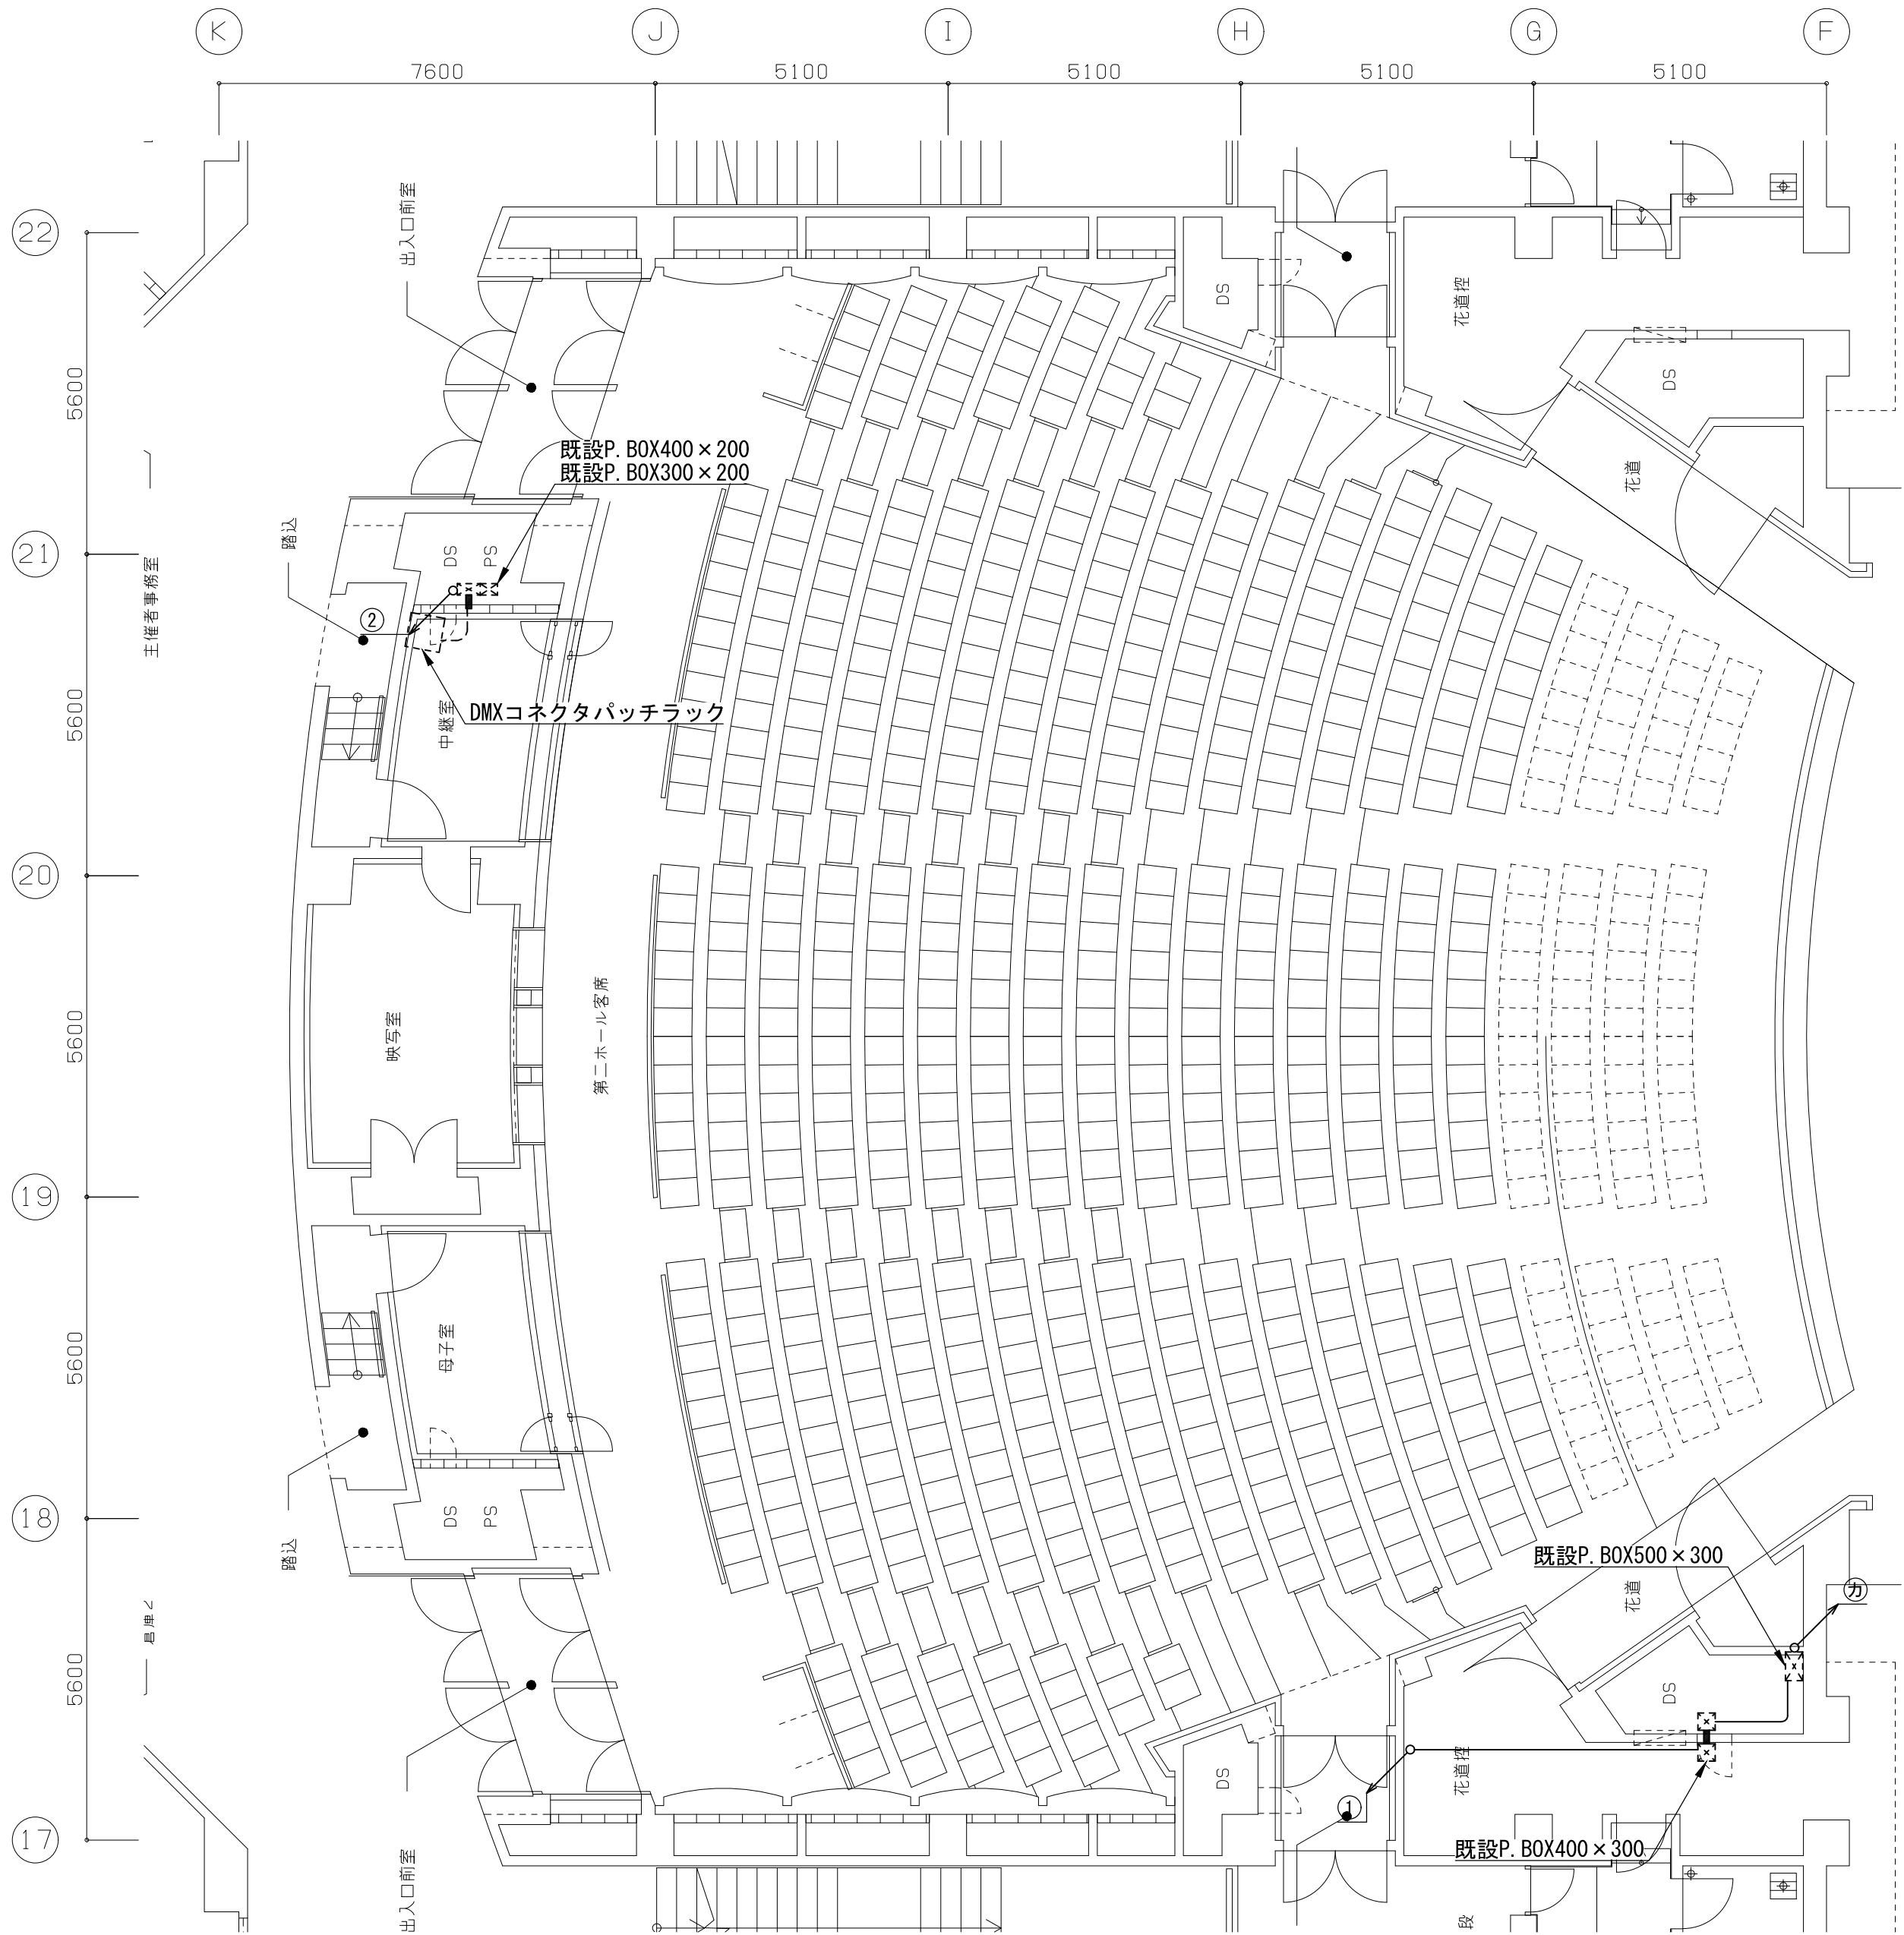 K
J
I
H
G
F
7600
5100
5100
5100
5100
22
21
20
19
18
17
5600
5600
5600
5600
5600
出入口前室
DS
花道控
DS
花道
既設P.BOX400×200
既設P.BOX300×200
踏込
DS
PS
主催者事務室
②
DMXコネクタパッチラック
中継室
映写室
第二ホール客席
母子室
DS
PS
踏込
既設P.BOX500×300
花道
カ
DS
DS
花道控
①
既設P.BOX400×300
出入口前室
段